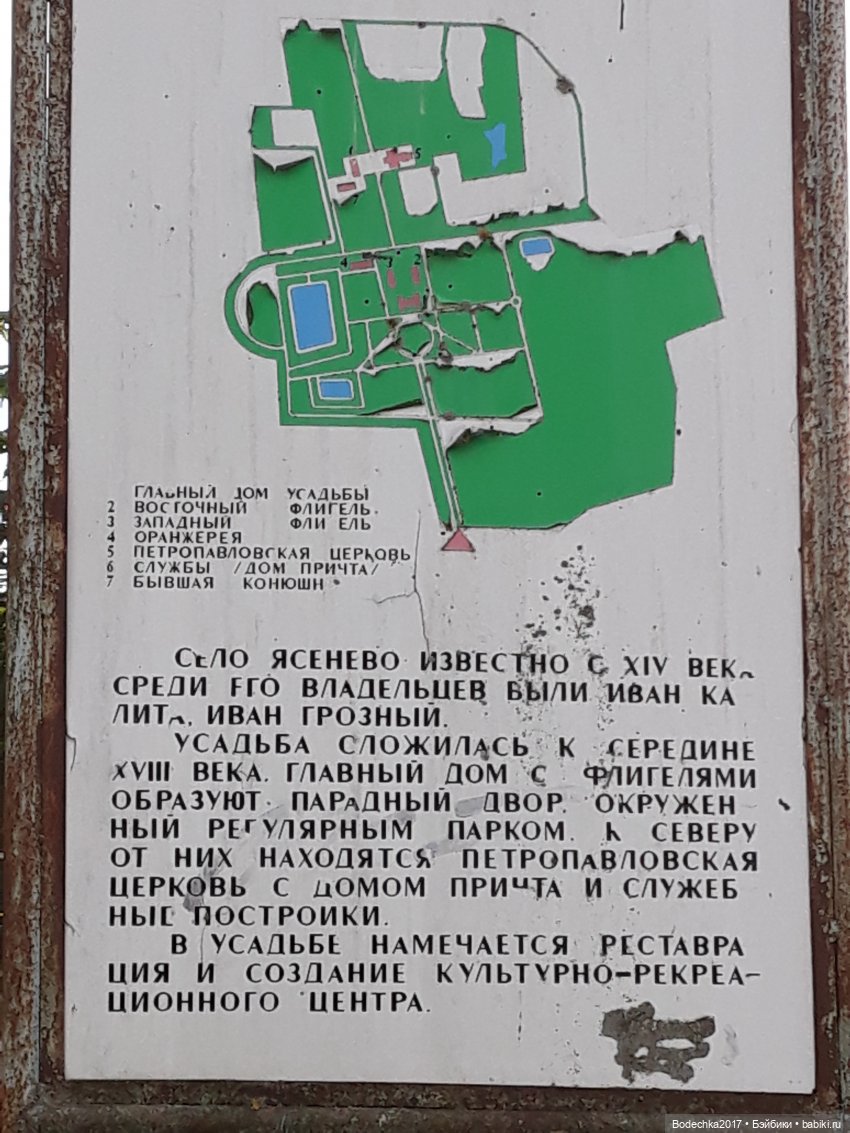 ГЛАВНЫЙ ДОМ УСАДЬБЫ
2 ВОСТОЧНЫЙ ФЛИГЕЛЬ
3 ЗАПАДНЫЙ ФЛИ ЕЛЬ
4 ОРАНЖЕРЕЯ
5 ПЕТРОПАВЛОВСКАЯ ЦЕРКОВЬ
6 СЛУЖБЫ /ДОМ ПРИЧТА/
7 БЫВШАЯ КОНЮШН
СЕЛО ЯСЕНЕВО ИЗВЕСТНО С XIV ВЕКА
СРЕДИ ЕГО ВЛАДЕЛЬЦЕВ БЫЛИ ИВАН КА
ЛИТА, ИВАН ГРОЗНЫЙ.
УСАДЬБА СЛОЖИЛАСЬ К СЕРЕДИНЕ
XVIII ВЕКА. ГЛАВНЫЙ ДОМ С ФЛИГЕЛЯМИ
ОБРАЗУЮТ ПАРАДНЫЙ ДВОР, ОКРУЖЕН
НЫЙ РЕГУЛЯРНЫМ ПАРКОМ. К СЕВЕРУ
ОТ НИХ НАХОДЯТСЯ ПЕТРОПАВЛОВСКАЯ
ЦЕРКОВЬ С ДОМОМ ПРИЧТА И СЛУЖЕБ
НЫЕ ПОСТРОЙКИ.
В УСАДЬБЕ НАМЕЧАЕТСЯ РЕСТАВРА
ЦИЯ И СОЗДАНИЕ КУЛЬТУРНО-РЕКРЕА-
ЦИОННОГО ЦЕНТРА.
Bodechka2017 • Бэйбики • babiki.ru